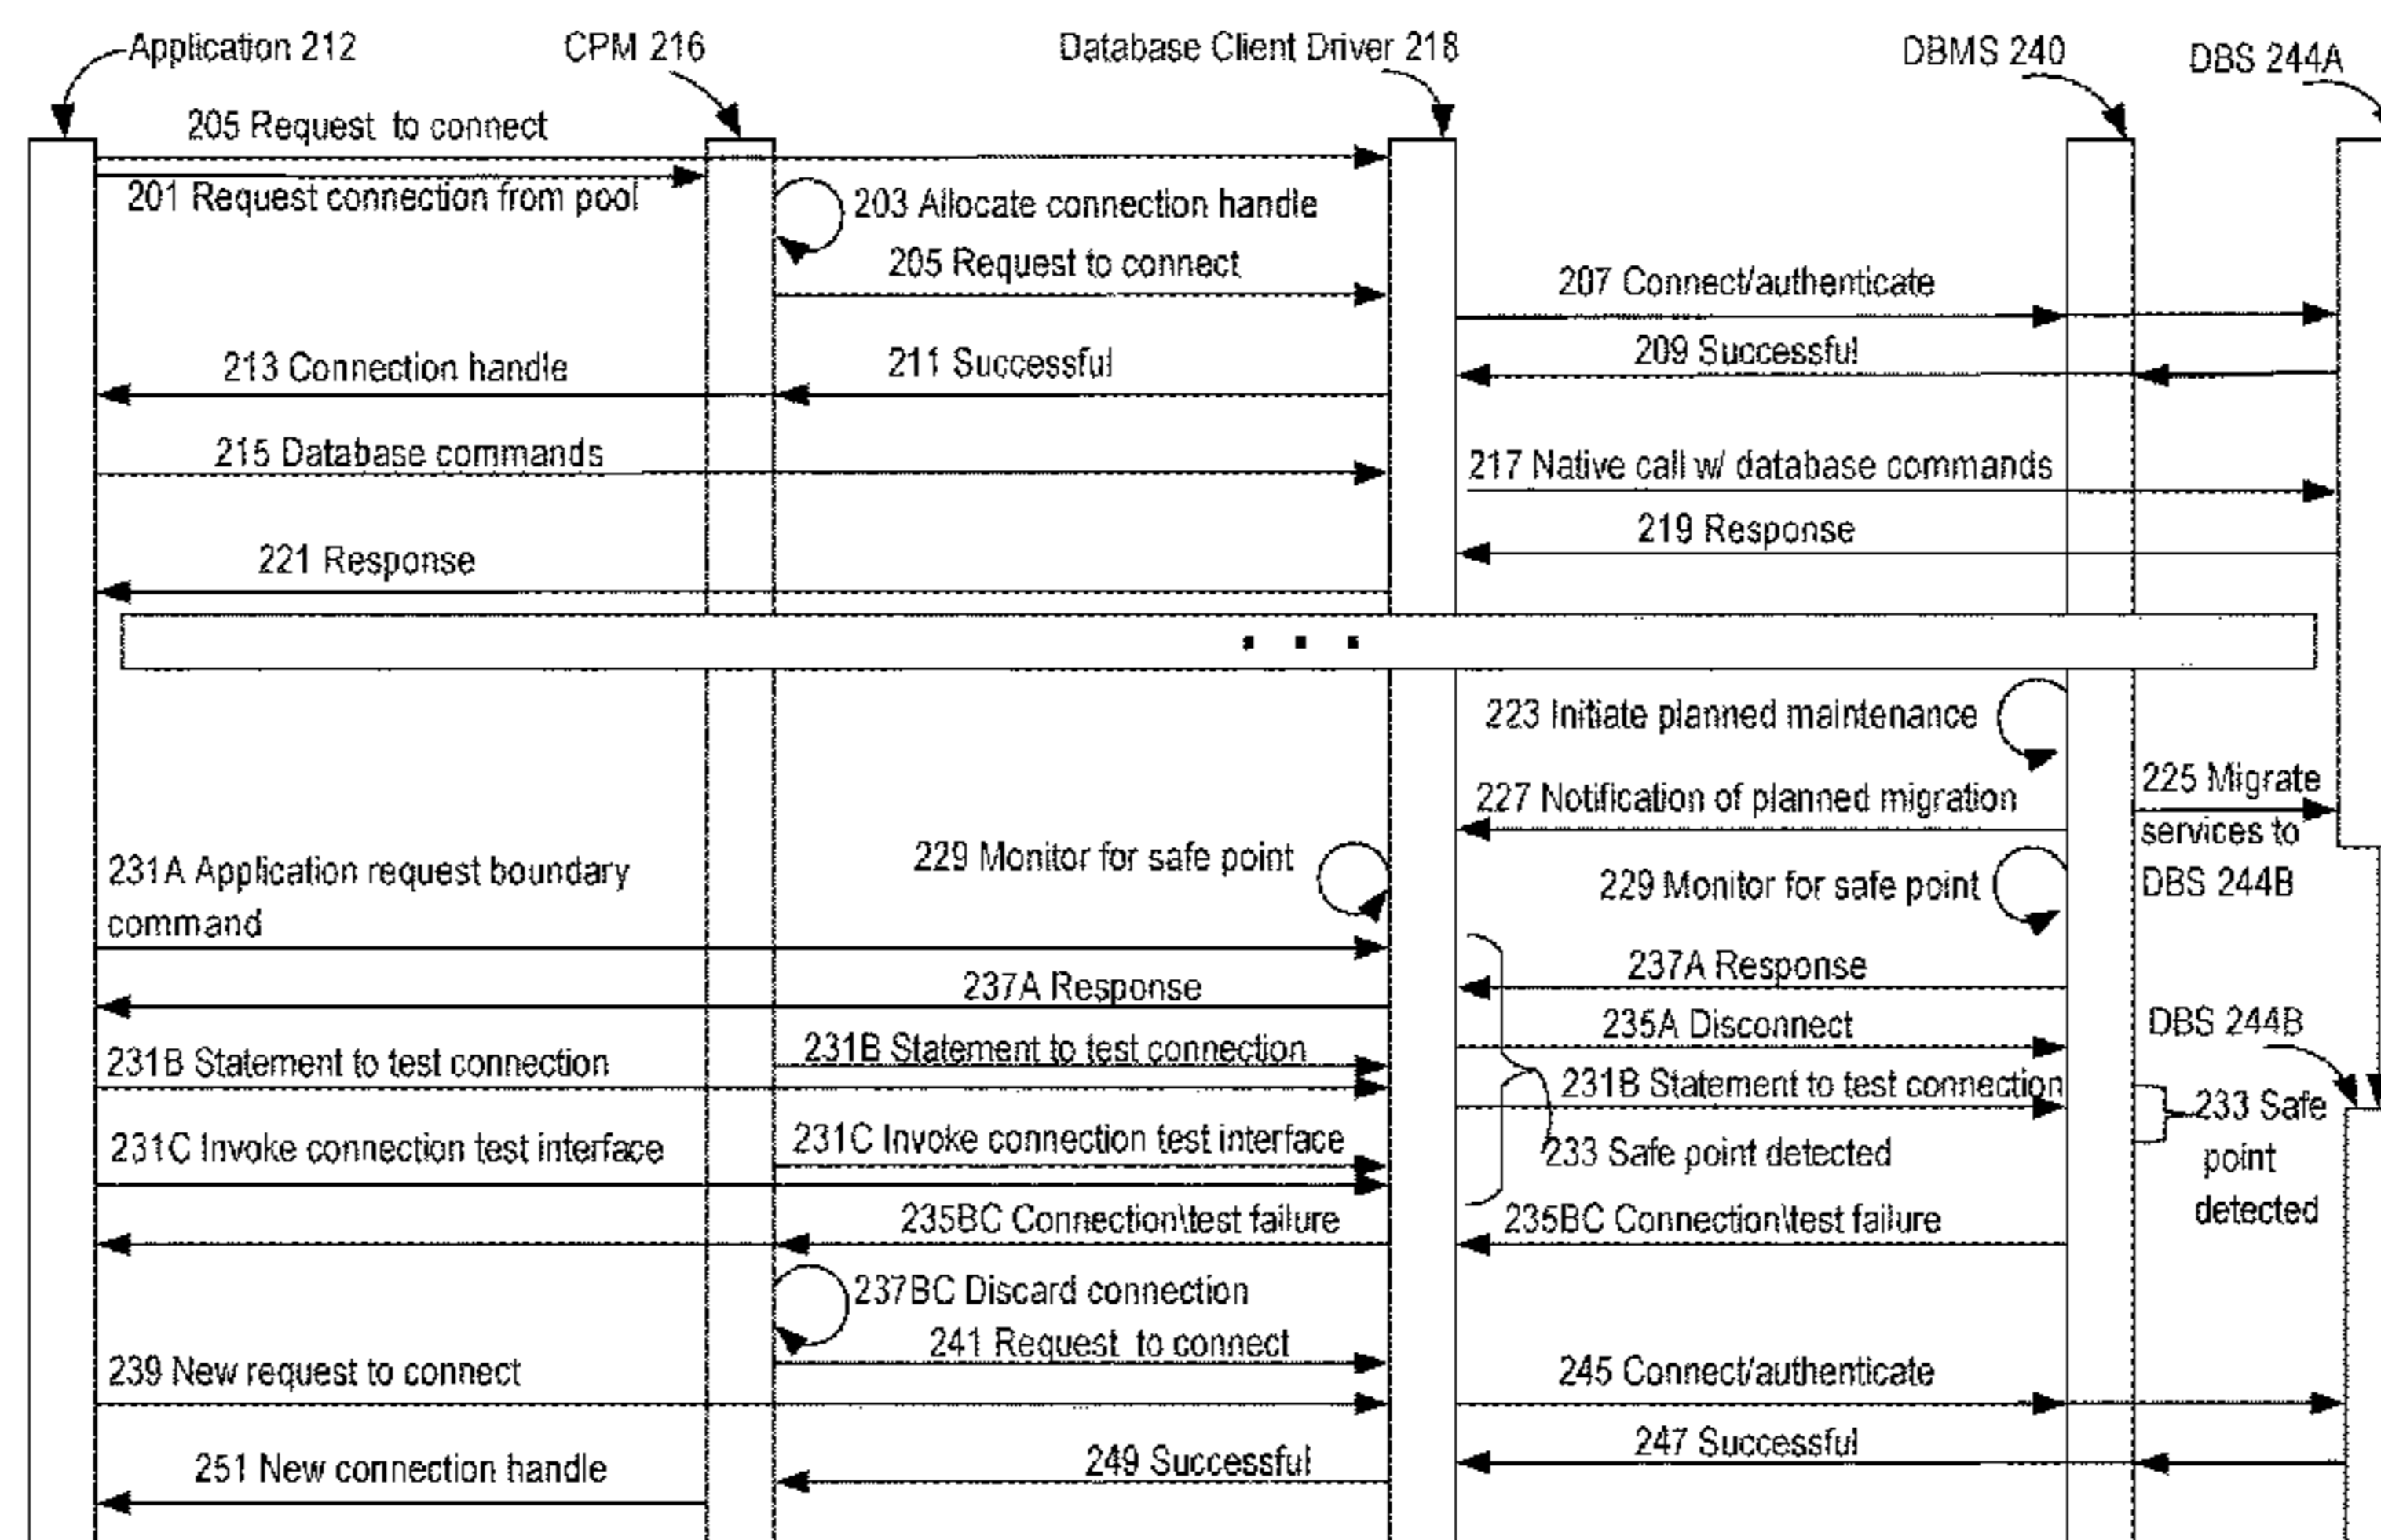 Application 212
CPM 216
Database Client Driver 218
DBMS 240
DBS 244A
205 Request to connect
201 Request connection from pool
203 Allocate connection handle
205 Request to connect
207 Connect/authenticate
209 Successful
213 Connection handle
211 Successful
215 Database commands
217 Native call w/ database commands
219 Response
221 Response
. . .
223 Initiate planned maintenance
225 Migrate
services to
DBS 244B
227 Notification of planned migration
229 Monitor for safe point
229 Monitor for safe point
231A Application request boundary
command
237A Response
237A Response
235A Disconnect
DBS 244B
231B Statement to test connection
231B Statement to test connection
231B Statement to test connection
233 Safe
point
detected
231C Invoke connection test interface
231C Invoke connection test interface
233 Safe point detected
235BC Connection\test failure
235BC Connection\test failure
237BC Discard connection
241 Request to connect
239 New request to connect
245 Connect/authenticate
247 Successful
251 New connection handle
249 Successful